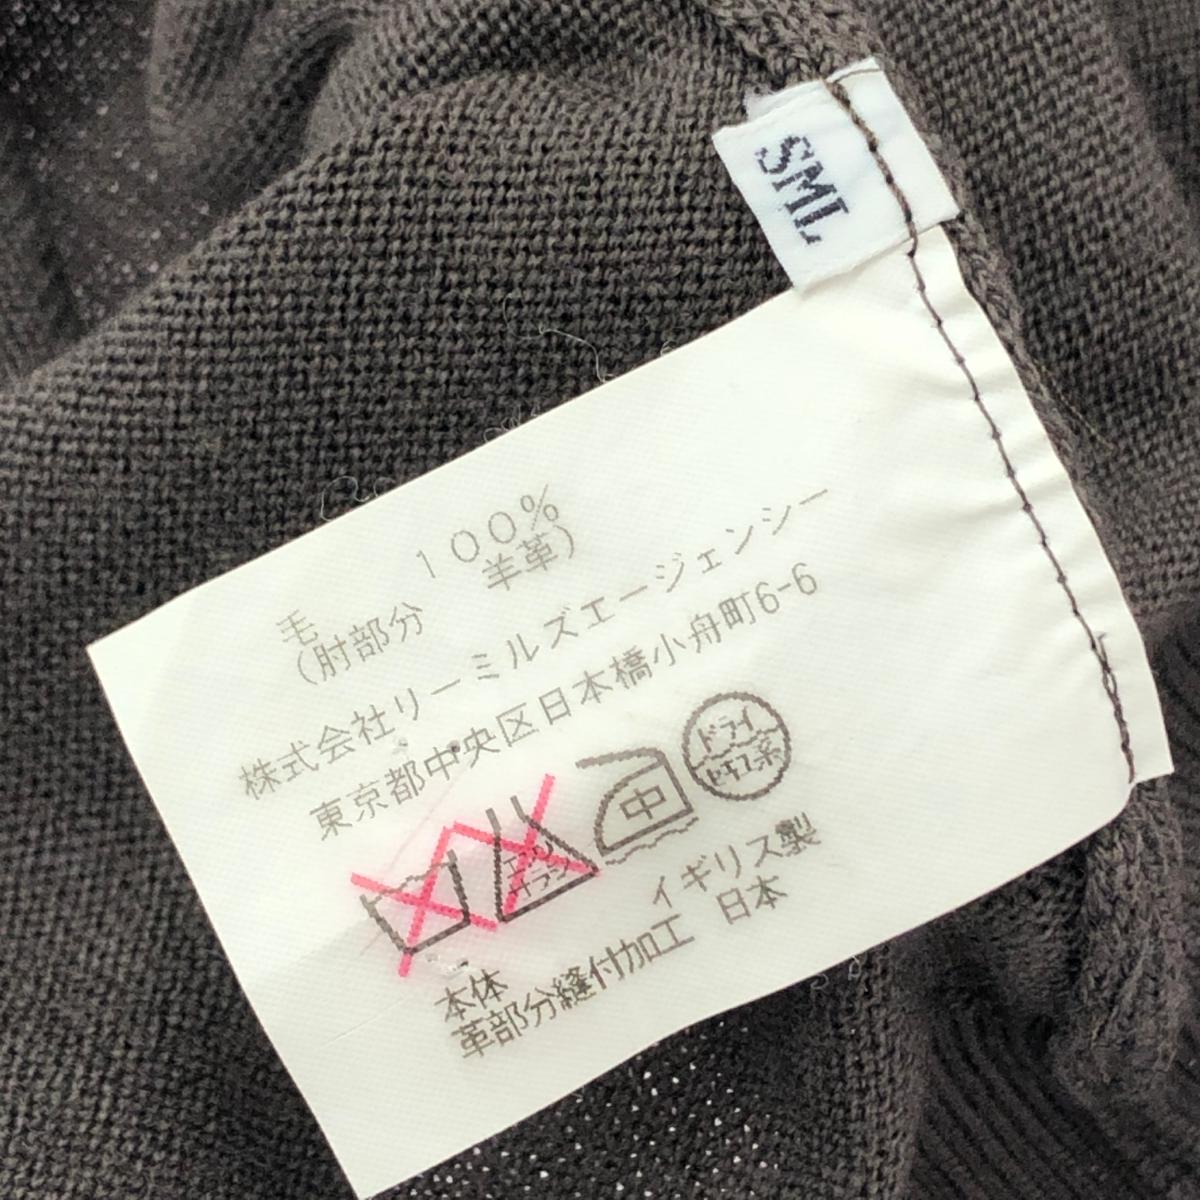 SML
毛 100%
(肘部分 羊革)
株式会社リーミルズエージェンシー
東京都中央区日本橋小舟町6-6
エンソ
サラシ
中
ドライ
セキユ系
本体 イギリス製
革部分縫付加工 日本